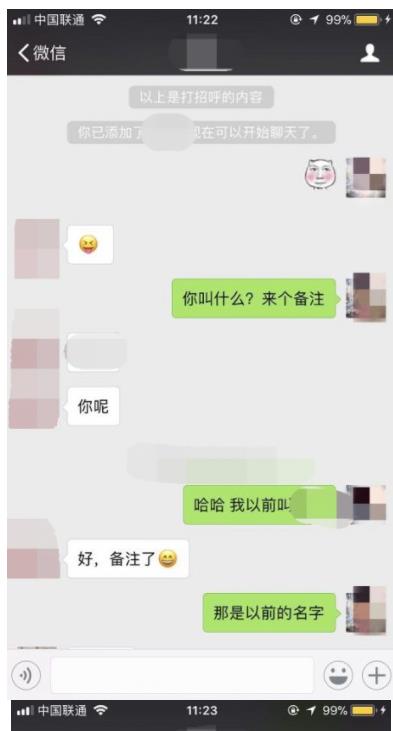 中国联通 11:22 99%
微信
以上是打招呼的内容
你已添加了 现在可以开始聊天了。
你叫什么？来个备注
你呢
哈哈 我以前叫
好，备注了
那是以前的名字
中国联通 11:23 99%